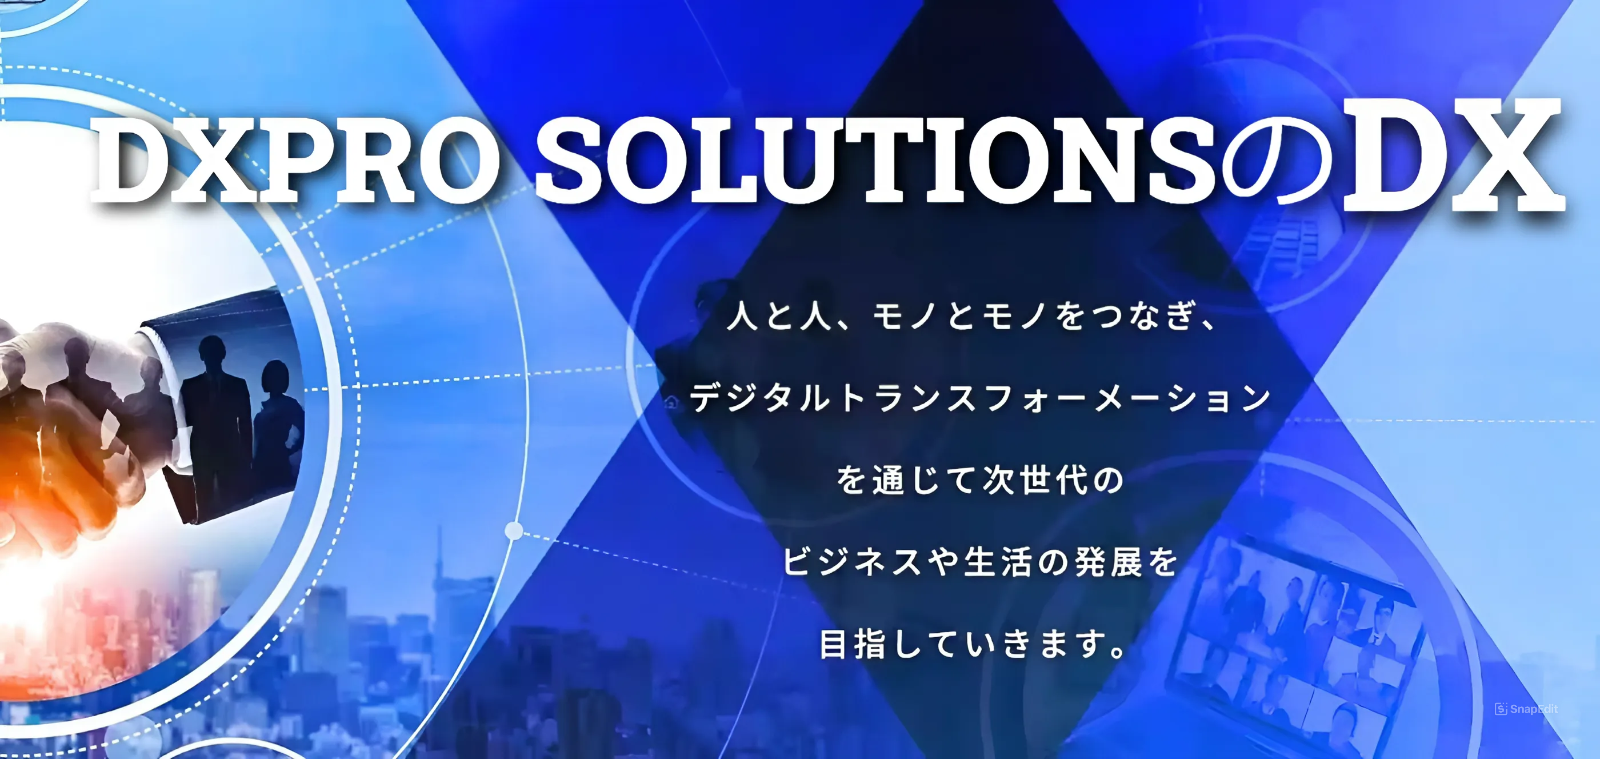 DXPRO SOLUTIONSのDX
人と人、モノとモノをつなぎ、
デジタルトランスフォーメーション
を通じて次世代の
ビジネスや生活の発展を
目指していきます。
SnapEdit